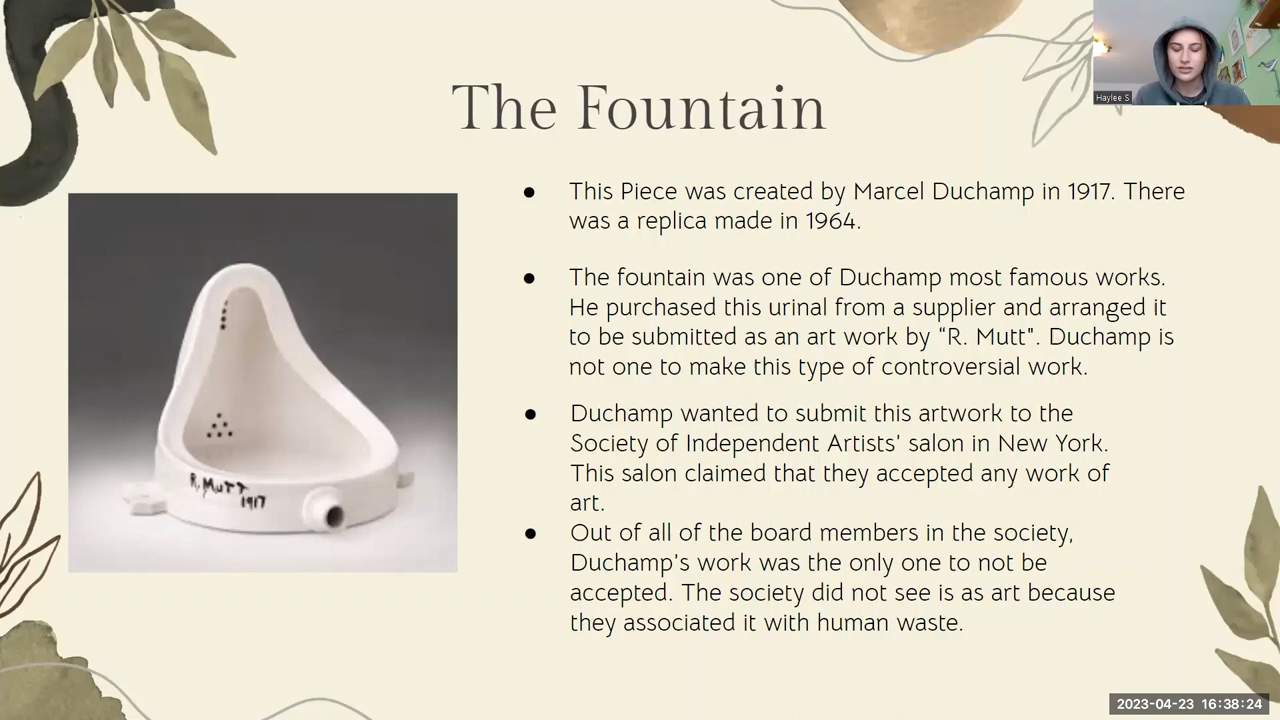 Haylee S
The Fountain
● This Piece was created by Marcel Duchamp in 1917. There
was a replica made in 1964.
● The fountain was one of Duchamp most famous works.
He purchased this urinal from a supplier and arranged it
to be submitted as an art work by “R. Mutt". Duchamp is
not one to make this type of controversial work.
● Duchamp wanted to submit this artwork to the
Society of Independent Artists’ salon in New York.
This salon claimed that they accepted any work of
art.
● Out of all of the board members in the society,
Duchamp’s work was the only one to not be
accepted. The society did not see is as art because
they associated it with human waste.
R. MUTT
1917
2023-04-23 16:38:24